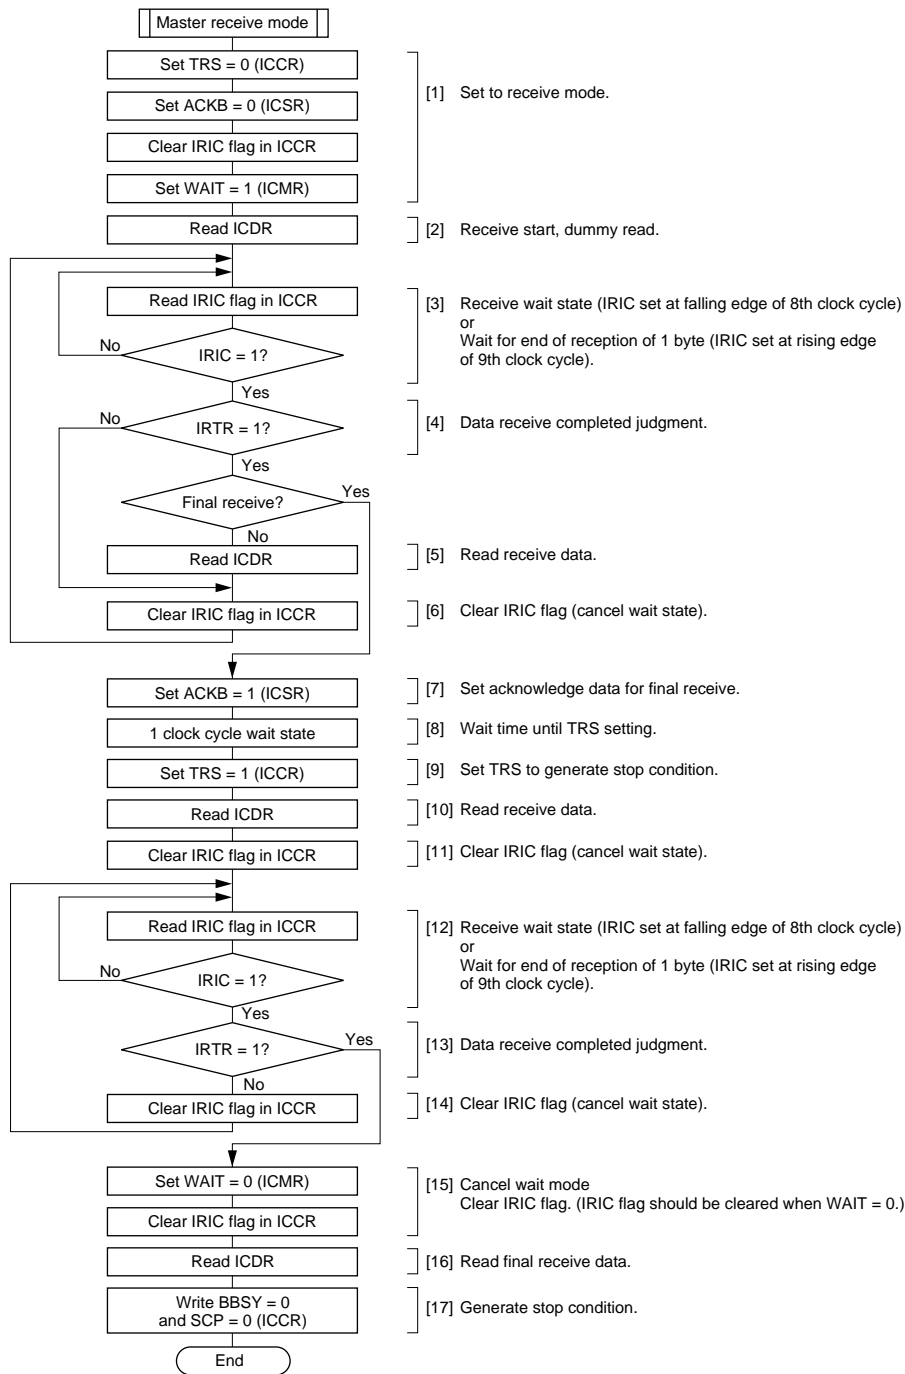 Master receive mode
Set TRS = 0 (ICCR)
Set ACKB = 0 (ICSR)
[1] Set to receive mode.
Clear IRIC flag in ICCR
Set WAIT = 1 (ICMR)
Read ICDR
[2] Receive start, dummy read.
Read IRIC flag in ICCR
[3] Receive wait state (IRIC set at falling edge of 8th clock cycle)
or
Wait for end of reception of 1 byte (IRIC set at rising edge
of 9th clock cycle).
No
IRIC = 1?
Yes
No
IRTR = 1?
[4] Data receive completed judgment.
Yes
Final receive?
Yes
No
Read ICDR
[5] Read receive data.
Clear IRIC flag in ICCR
[6] Clear IRIC flag (cancel wait state).
Set ACKB = 1 (ICSR)
[7] Set acknowledge data for final receive.
1 clock cycle wait state
[8] Wait time until TRS setting.
Set TRS = 1 (ICCR)
[9] Set TRS to generate stop condition.
Read ICDR
[10] Read receive data.
Clear IRIC flag in ICCR
[11] Clear IRIC flag (cancel wait state).
Read IRIC flag in ICCR
[12] Receive wait state (IRIC set at falling edge of 8th clock cycle)
or
Wait for end of reception of 1 byte (IRIC set at rising edge
of 9th clock cycle).
No
IRIC = 1?
Yes
IRTR = 1?
Yes
[13] Data receive completed judgment.
No
Clear IRIC flag in ICCR
[14] Clear IRIC flag (cancel wait state).
Set WAIT = 0 (ICMR)
[15] Cancel wait mode
Clear IRIC flag. (IRIC flag should be cleared when WAIT = 0.)
Clear IRIC flag in ICCR
Read ICDR
[16] Read final receive data.
Write BBSY = 0
and SCP = 0 (ICCR)
[17] Generate stop condition.
End